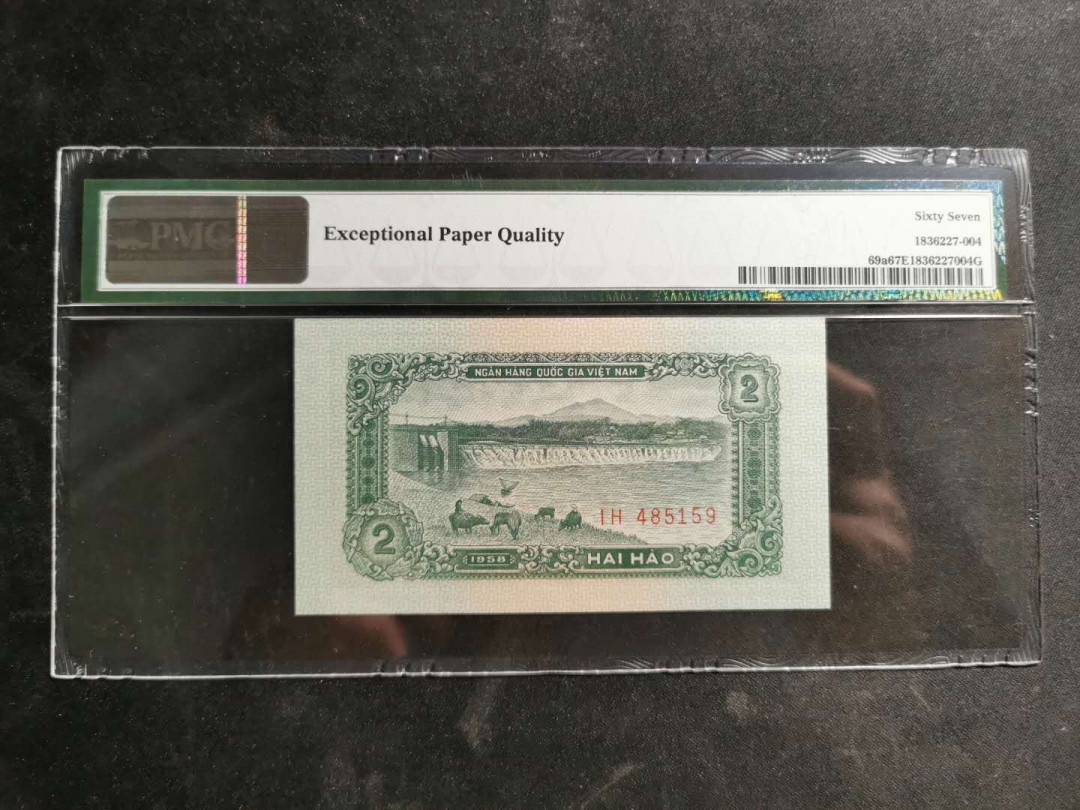 PMG
Exceptional Paper Quality
Sixty Seven
1836227-004
69a67E1836227004G
NGÂN HÀNG QUỐC GIA VIỆT NAM
2
IH 485159
2
1958
HAI HÀO